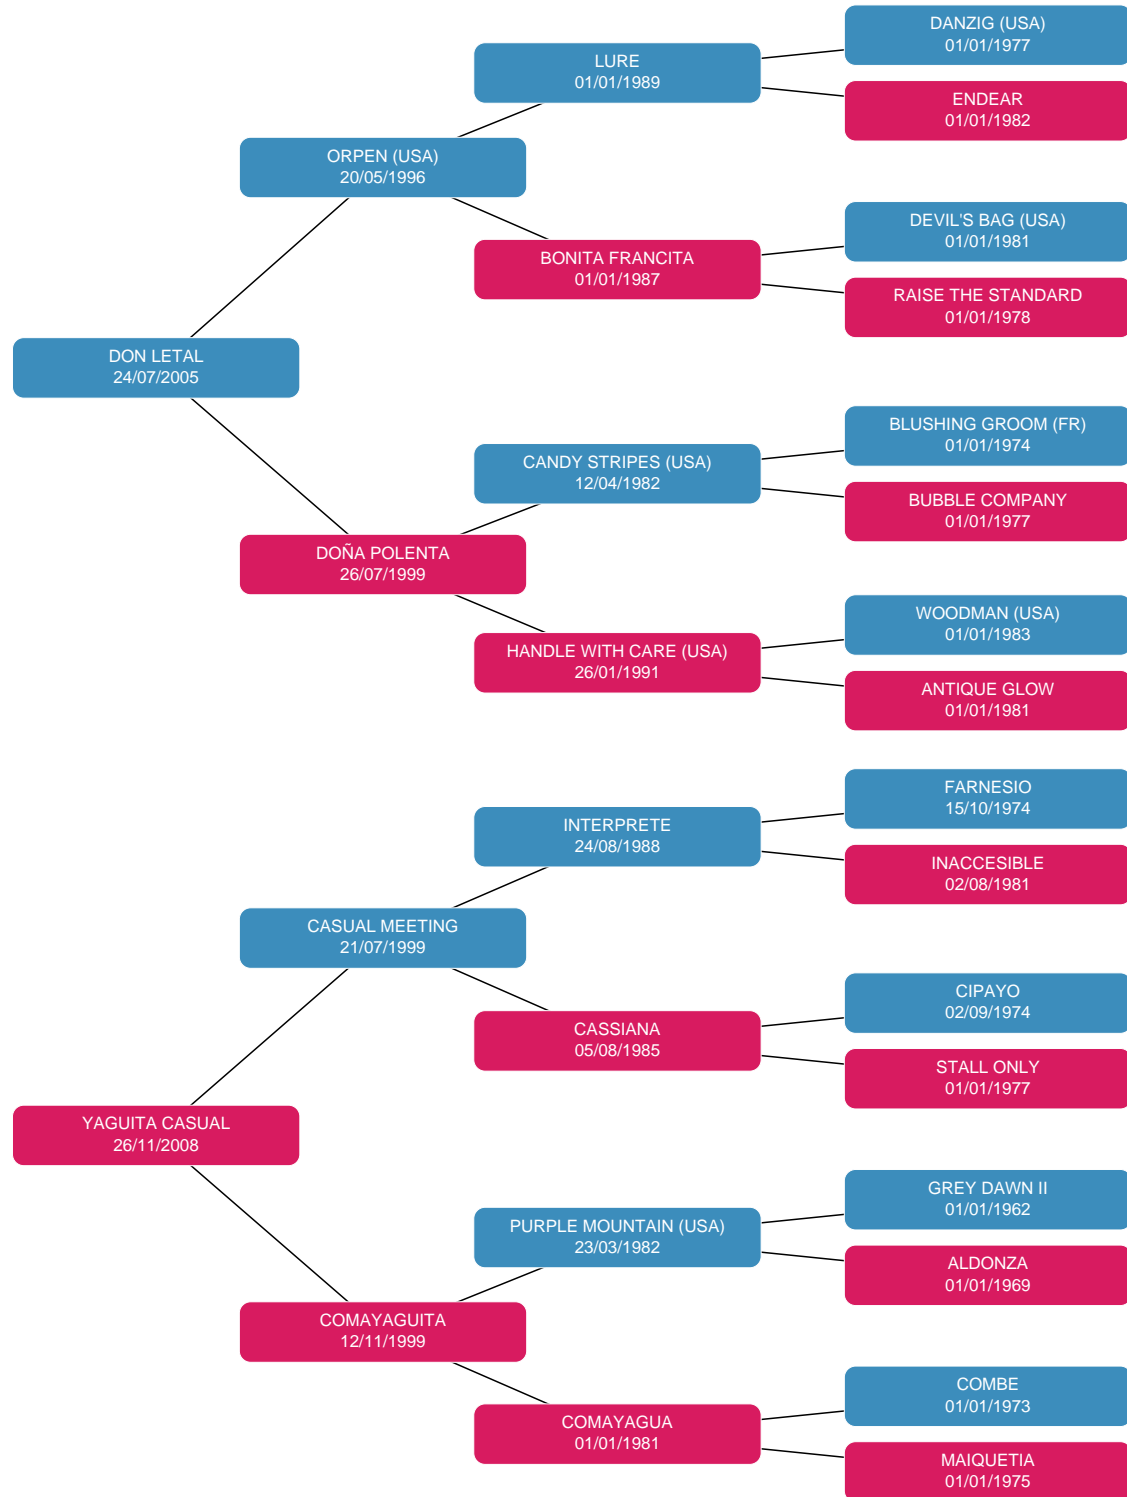 DANZIG (USA)
01/01/1977
LURE
01/01/1989
ENDEAR
01/01/1982
ORPEN (USA)
20/05/1996
DEVIL'S BAG (USA)
01/01/1981
BONITA FRANCITA
01/01/1987
RAISE THE STANDARD
01/01/1978
DON LETAL
24/07/2005
BLUSHING GROOM (FR)
01/01/1974
CANDY STRIPES (USA)
12/04/1982
BUBBLE COMPANY
01/01/1977
DOÑA POLENTA
26/07/1999
WOODMAN (USA)
01/01/1983
HANDLE WITH CARE (USA)
26/01/1991
ANTIQUE GLOW
01/01/1981
FARNESIO
15/10/1974
INTERPRETE
24/08/1988
INACCESIBLE
02/08/1981
CASUAL MEETING
21/07/1999
CIPAYO
02/09/1974
CASSIANA
05/08/1985
STALL ONLY
01/01/1977
YAGUITA CASUAL
26/11/2008
GREY DAWN II
01/01/1962
PURPLE MOUNTAIN (USA)
23/03/1982
ALDONZA
01/01/1969
COMAYAGUITA
12/11/1999
COMBE
01/01/1973
COMAYAGUA
01/01/1981
MAIQUETIA
01/01/1975